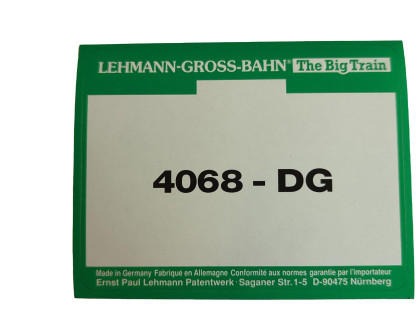 LEHMANN-GROSS-BAHN® The Big Train
4068 - DG
Made in Germany Fabriqué en Allemagne Conformité aux normes garantie par l'importateur
Ernst Paul Lehmann Patentwerk · Saganer Str. 1-5 D-90475 Nürnberg